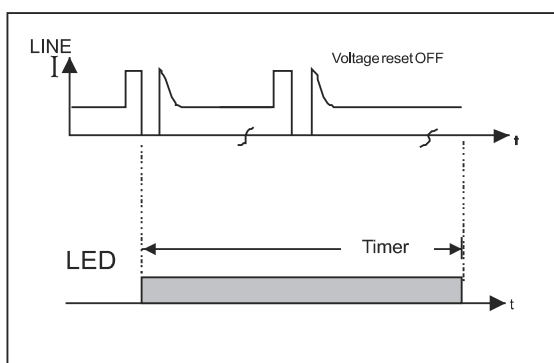 LINE
I
Voltage reset OFF
t
Timer
LED
t